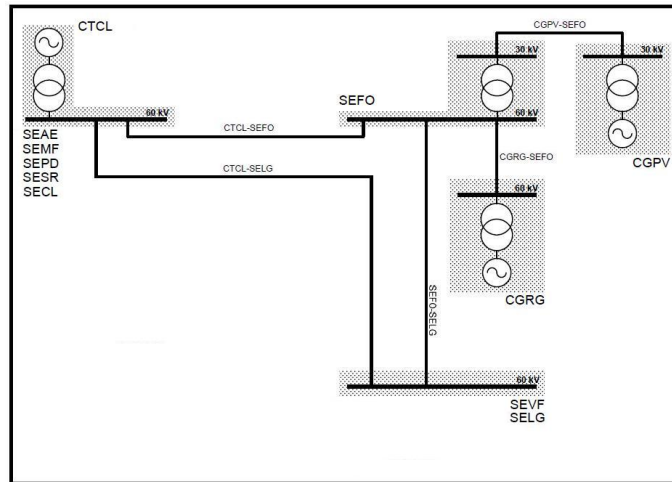 CTCL
CGPV-SEFO
30 kV
30 kV
SEFO
60 kV
60 kV
SEAE
SEMF
SEPD
SESR
SECL
CTCL-SEFO
CTCL-SELG
CGRG-SEFO
CGPV
60 kV
CGRG
SEFO-SELG
60 kV
SEVF
SELG